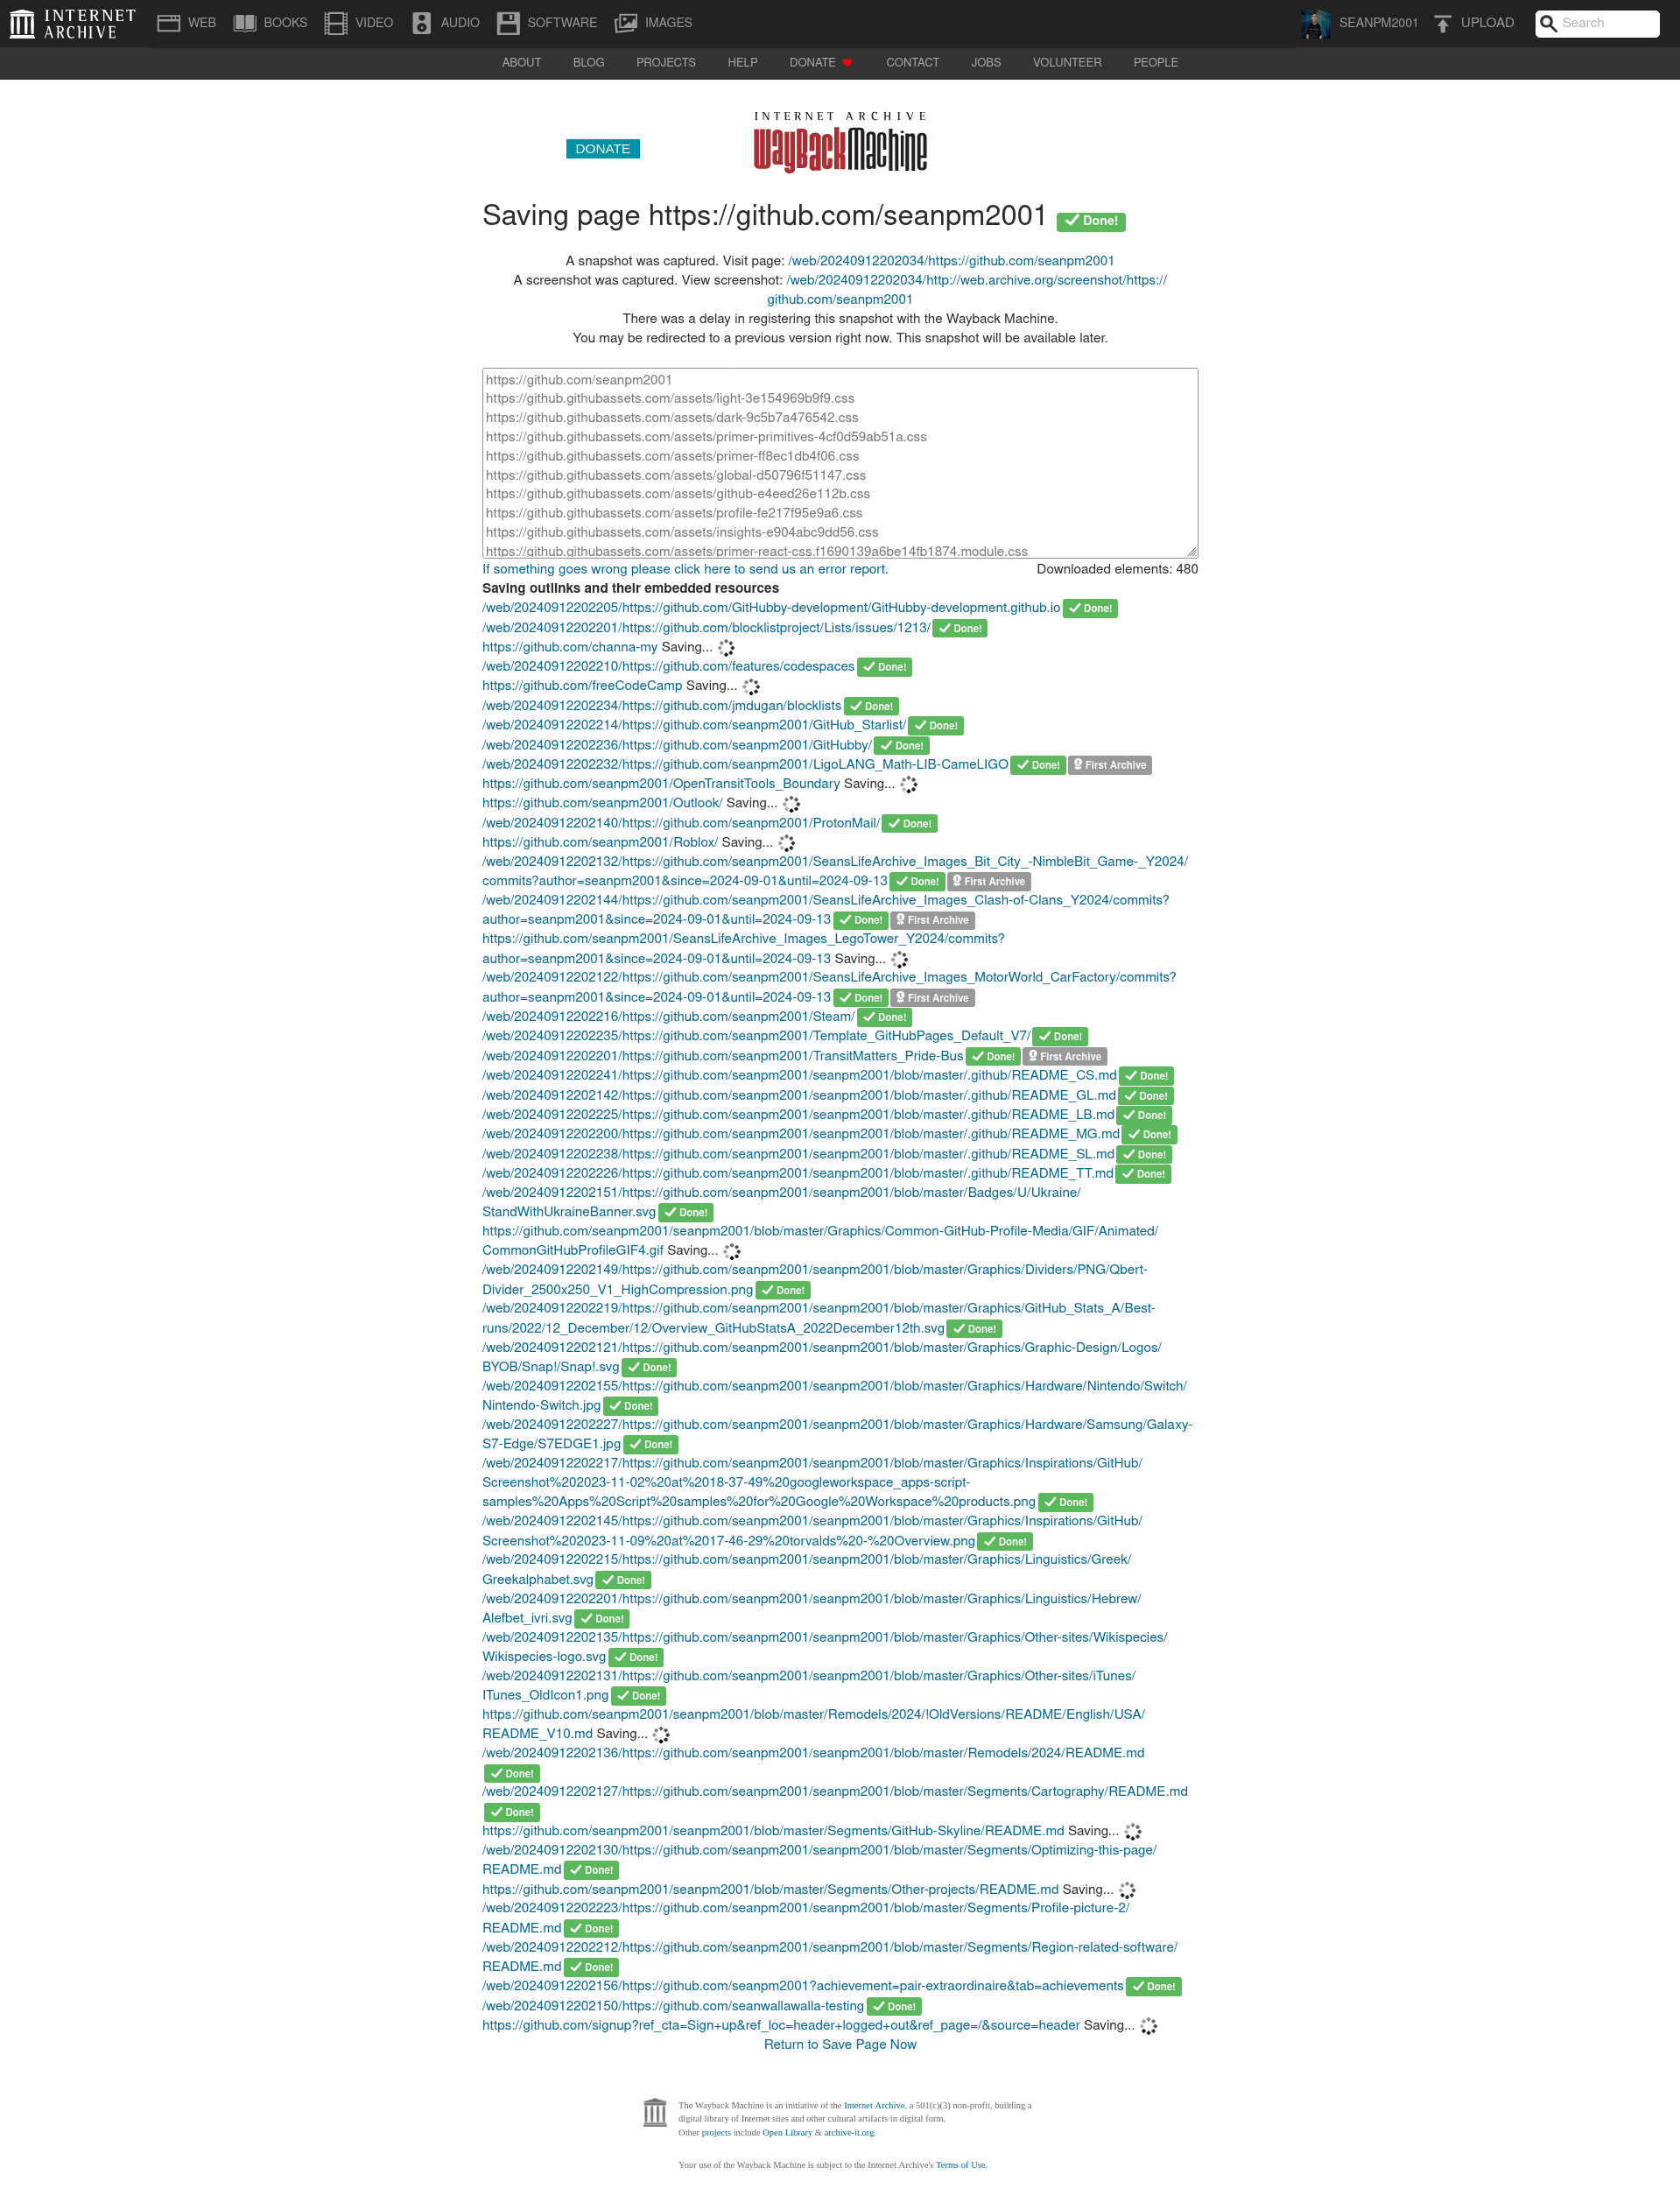 INTERNET ARCHIVE WEB BOOKS VIDEO AUDIO SOFTWARE IMAGES SEANPM2001 UPLOAD Search
ABOUT BLOG PROJECTS HELP DONATE CONTACT JOBS VOLUNTEER PEOPLE
INTERNET ARCHIVE
DONATE
WayBackMachine
Saving page https://github.com/seanpm2001 Done!
A snapshot was captured. Visit page: /web/20240912202034/https://github.com/seanpm2001
A screenshot was captured. View screenshot: /web/20240912202034/http://web.archive.org/screenshot/https://
github.com/seanpm2001
There was a delay in registering this snapshot with the Wayback Machine.
You may be redirected to a previous version right now. This snapshot will be available later.
https://github.com/seanpm2001
https://github.githubassets.com/assets/light-3e154969b9f9.css
https://github.githubassets.com/assets/dark-9c5b7a476542.css
https://github.githubassets.com/assets/primer-primitives-4cf0d59ab51a.css
https://github.githubassets.com/assets/primer-ff8ec1db4f06.css
https://github.githubassets.com/assets/global-d50796f51147.css
https://github.githubassets.com/assets/github-e4eed26e112b.css
https://github.githubassets.com/assets/profile-fe217f95e9a6.css
https://github.githubassets.com/assets/insights-e904abc9dd56.css
https://github.githubassets.com/assets/primer-react-css.f1690139a6be14fb1874.module.css
If something goes wrong please click here to send us an error report. Downloaded elements: 480
Saving outlinks and their embedded resources
/web/20240912202205/https://github.com/GitHubby-development/GitHubby-development.github.io Done!
/web/20240912202201/https://github.com/blocklistproject/Lists/issues/1213/ Done!
https://github.com/channa-my Saving...
/web/20240912202210/https://github.com/features/codespaces Done!
https://github.com/freeCodeCamp Saving...
/web/20240912202234/https://github.com/jmdugan/blocklists Done!
/web/20240912202214/https://github.com/seanpm2001/GitHub_Starlist/ Done!
/web/20240912202236/https://github.com/seanpm2001/GitHubby/ Done!
/web/20240912202232/https://github.com/seanpm2001/LigoLANG_Math-LIB-CameLIGO Done! First Archive
https://github.com/seanpm2001/OpenTransitTools_Boundary Saving...
https://github.com/seanpm2001/Outlook/ Saving...
/web/20240912202140/https://github.com/seanpm2001/ProtonMail/ Done!
https://github.com/seanpm2001/Roblox/ Saving...
/web/20240912202132/https://github.com/seanpm2001/SeansLifeArchive_Images_Bit_City_-NimbleBit_Game-_Y2024/
commits?author=seanpm2001&since=2024-09-01&until=2024-09-13 Done! First Archive
/web/20240912202144/https://github.com/seanpm2001/SeansLifeArchive_Images_Clash-of-Clans_Y2024/commits?
author=seanpm2001&since=2024-09-01&until=2024-09-13 Done! First Archive
https://github.com/seanpm2001/SeansLifeArchive_Images_LegoTower_Y2024/commits?
author=seanpm2001&since=2024-09-01&until=2024-09-13 Saving...
/web/20240912202122/https://github.com/seanpm2001/SeansLifeArchive_Images_MotorWorld_CarFactory/commits?
author=seanpm2001&since=2024-09-01&until=2024-09-13 Done! First Archive
/web/20240912202216/https://github.com/seanpm2001/Steam/ Done!
/web/20240912202235/https://github.com/seanpm2001/Template_GitHubPages_Default_V7/ Done!
/web/20240912202201/https://github.com/seanpm2001/TransitMatters_Pride-Bus Done! First Archive
/web/20240912202241/https://github.com/seanpm2001/seanpm2001/blob/master/.github/README_CS.md Done!
/web/20240912202142/https://github.com/seanpm2001/seanpm2001/blob/master/.github/README_GL.md Done!
/web/20240912202225/https://github.com/seanpm2001/seanpm2001/blob/master/.github/README_LB.md Done!
/web/20240912202200/https://github.com/seanpm2001/seanpm2001/blob/master/.github/README_MG.md Done!
/web/20240912202238/https://github.com/seanpm2001/seanpm2001/blob/master/.github/README_SL.md Done!
/web/20240912202226/https://github.com/seanpm2001/seanpm2001/blob/master/.github/README_TT.md Done!
/web/20240912202151/https://github.com/seanpm2001/seanpm2001/blob/master/Badges/U/Ukraine/
StandWithUkraineBanner.svg Done!
https://github.com/seanpm2001/seanpm2001/blob/master/Graphics/Common-GitHub-Profile-Media/GIF/Animated/
CommonGitHubProfileGIF4.gif Saving...
/web/20240912202149/https://github.com/seanpm2001/seanpm2001/blob/master/Graphics/Dividers/PNG/Qbert-
Divider_2500x250_V1_HighCompression.png Done!
/web/20240912202219/https://github.com/seanpm2001/seanpm2001/blob/master/Graphics/GitHub_Stats_A/Best-
runs/2022/12_December/12/Overview_GitHubStatsA_2022December12th.svg Done!
/web/20240912202121/https://github.com/seanpm2001/seanpm2001/blob/master/Graphics/Graphic-Design/Logos/
BYOB/Snap!/Snap!.svg Done!
/web/20240912202155/https://github.com/seanpm2001/seanpm2001/blob/master/Graphics/Hardware/Nintendo/Switch/
Nintendo-Switch.jpg Done!
/web/20240912202227/https://github.com/seanpm2001/seanpm2001/blob/master/Graphics/Hardware/Samsung/Galaxy-
S7-Edge/S7EDGE1.jpg Done!
/web/20240912202217/https://github.com/seanpm2001/seanpm2001/blob/master/Graphics/Inspirations/GitHub/
Screenshot%202023-11-02%20at%2018-37-49%20googleworkspace_apps-script-
samples%20Apps%20Script%20samples%20for%20Google%20Workspace%20products.png Done!
/web/20240912202145/https://github.com/seanpm2001/seanpm2001/blob/master/Graphics/Inspirations/GitHub/
Screenshot%202023-11-09%20at%2017-46-29%20torvalds%20-%20Overview.png Done!
/web/20240912202215/https://github.com/seanpm2001/seanpm2001/blob/master/Graphics/Linguistics/Greek/
Greekalphabet.svg Done!
/web/20240912202201/https://github.com/seanpm2001/seanpm2001/blob/master/Graphics/Linguistics/Hebrew/
Alefbet_ivri.svg Done!
/web/20240912202135/https://github.com/seanpm2001/seanpm2001/blob/master/Graphics/Other-sites/Wikispecies/
Wikispecies-logo.svg Done!
/web/20240912202131/https://github.com/seanpm2001/seanpm2001/blob/master/Graphics/Other-sites/iTunes/
ITunes_OldIcon1.png Done!
https://github.com/seanpm2001/seanpm2001/blob/master/Remodels/2024/!OldVersions/README/English/USA/
README_V10.md Saving...
/web/20240912202136/https://github.com/seanpm2001/seanpm2001/blob/master/Remodels/2024/README.md
Done!
/web/20240912202127/https://github.com/seanpm2001/seanpm2001/blob/master/Segments/Cartography/README.md
Done!
https://github.com/seanpm2001/seanpm2001/blob/master/Segments/GitHub-Skyline/README.md Saving...
/web/20240912202130/https://github.com/seanpm2001/seanpm2001/blob/master/Segments/Optimizing-this-page/
README.md Done!
https://github.com/seanpm2001/seanpm2001/blob/master/Segments/Other-projects/README.md Saving...
/web/20240912202223/https://github.com/seanpm2001/seanpm2001/blob/master/Segments/Profile-picture-2/
README.md Done!
/web/20240912202212/https://github.com/seanpm2001/seanpm2001/blob/master/Segments/Region-related-software/
README.md Done!
/web/20240912202156/https://github.com/seanpm2001?achievement=pair-extraordinaire&tab=achievements Done!
/web/20240912202150/https://github.com/seanwallawalla-testing Done!
https://github.com/signup?ref_cta=Sign+up&ref_loc=header+logged+out&ref_page=/&source=header Saving...
Return to Save Page Now
The Wayback Machine is an initiative of the Internet Archive, a 501(c)(3) non-profit, building a
digital library of Internet sites and other cultural artifacts in digital form.
Other projects include Open Library & archive-it.org.
Your use of the Wayback Machine is subject to the Internet Archive's Terms of Use.